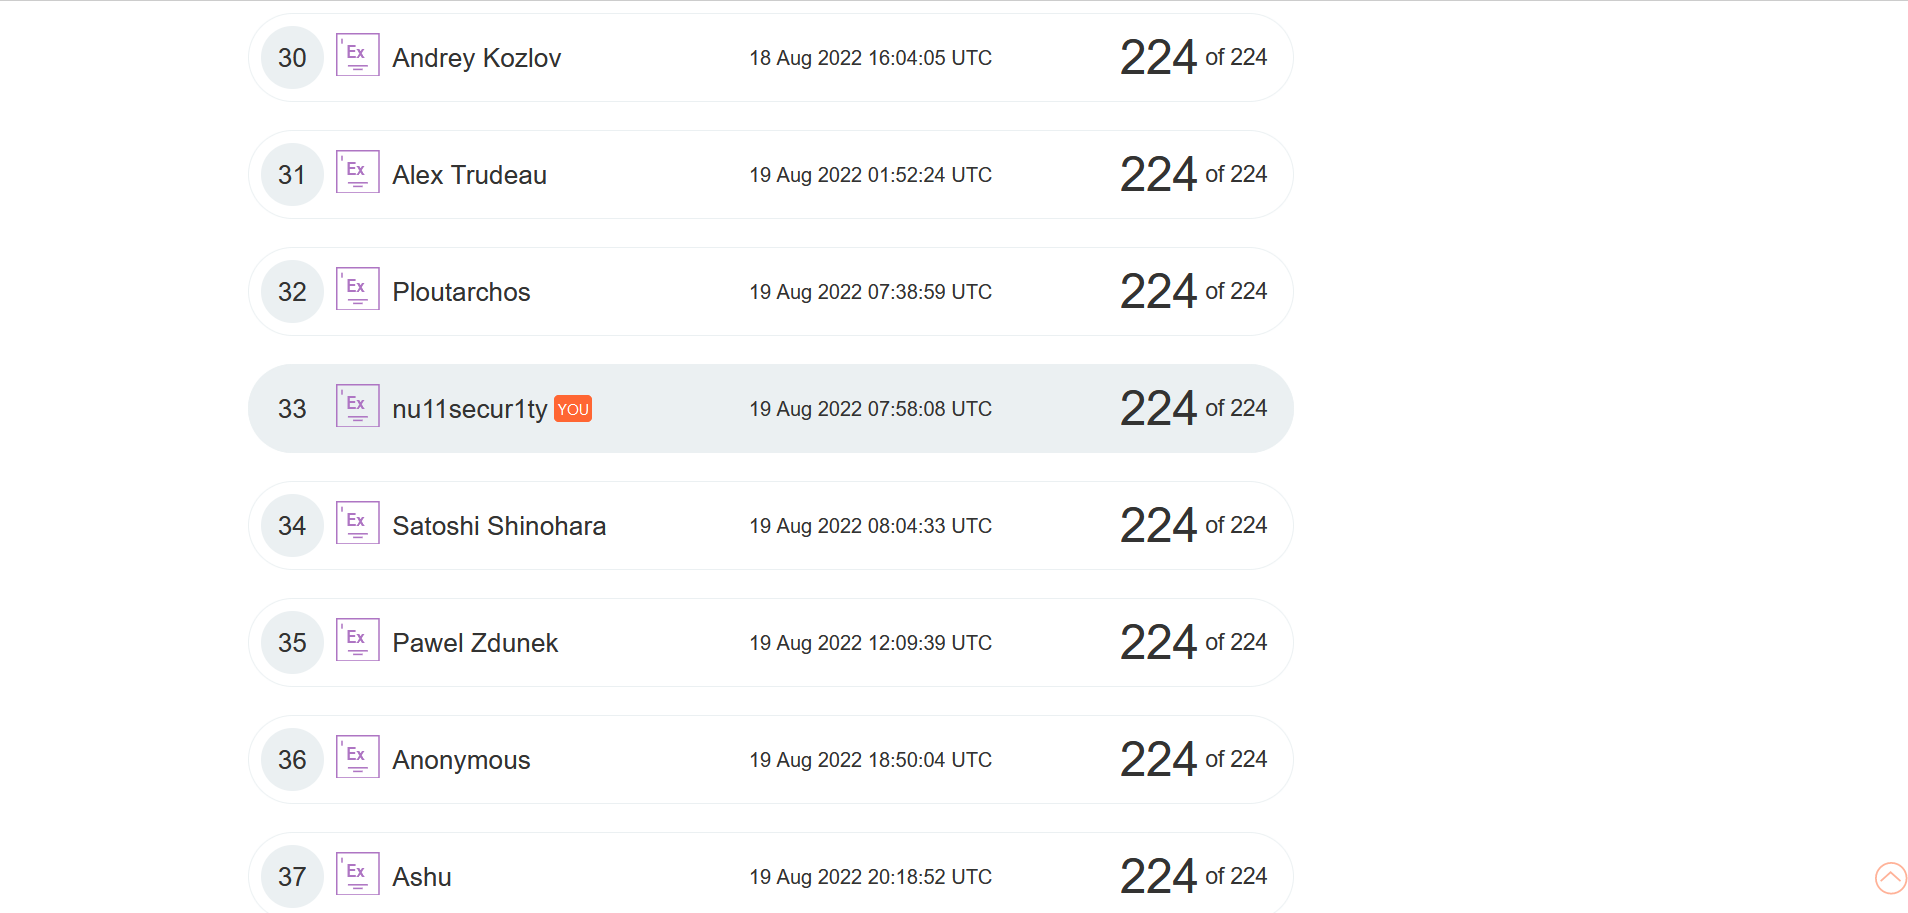 30 Ex Andrey Kozlov 18 Aug 2022 16:04:05 UTC 224 of 224
31 Ex Alex Trudeau 19 Aug 2022 01:52:24 UTC 224 of 224
32 Ex Ploutarchos 19 Aug 2022 07:38:59 UTC 224 of 224
33 Ex nu11secur1ty YOU 19 Aug 2022 07:58:08 UTC 224 of 224
34 Ex Satoshi Shinohara 19 Aug 2022 08:04:33 UTC 224 of 224
35 Ex Pawel Zdunek 19 Aug 2022 12:09:39 UTC 224 of 224
36 Ex Anonymous 19 Aug 2022 18:50:04 UTC 224 of 224
37 Ex Ashu 19 Aug 2022 20:18:52 UTC 224 of 224